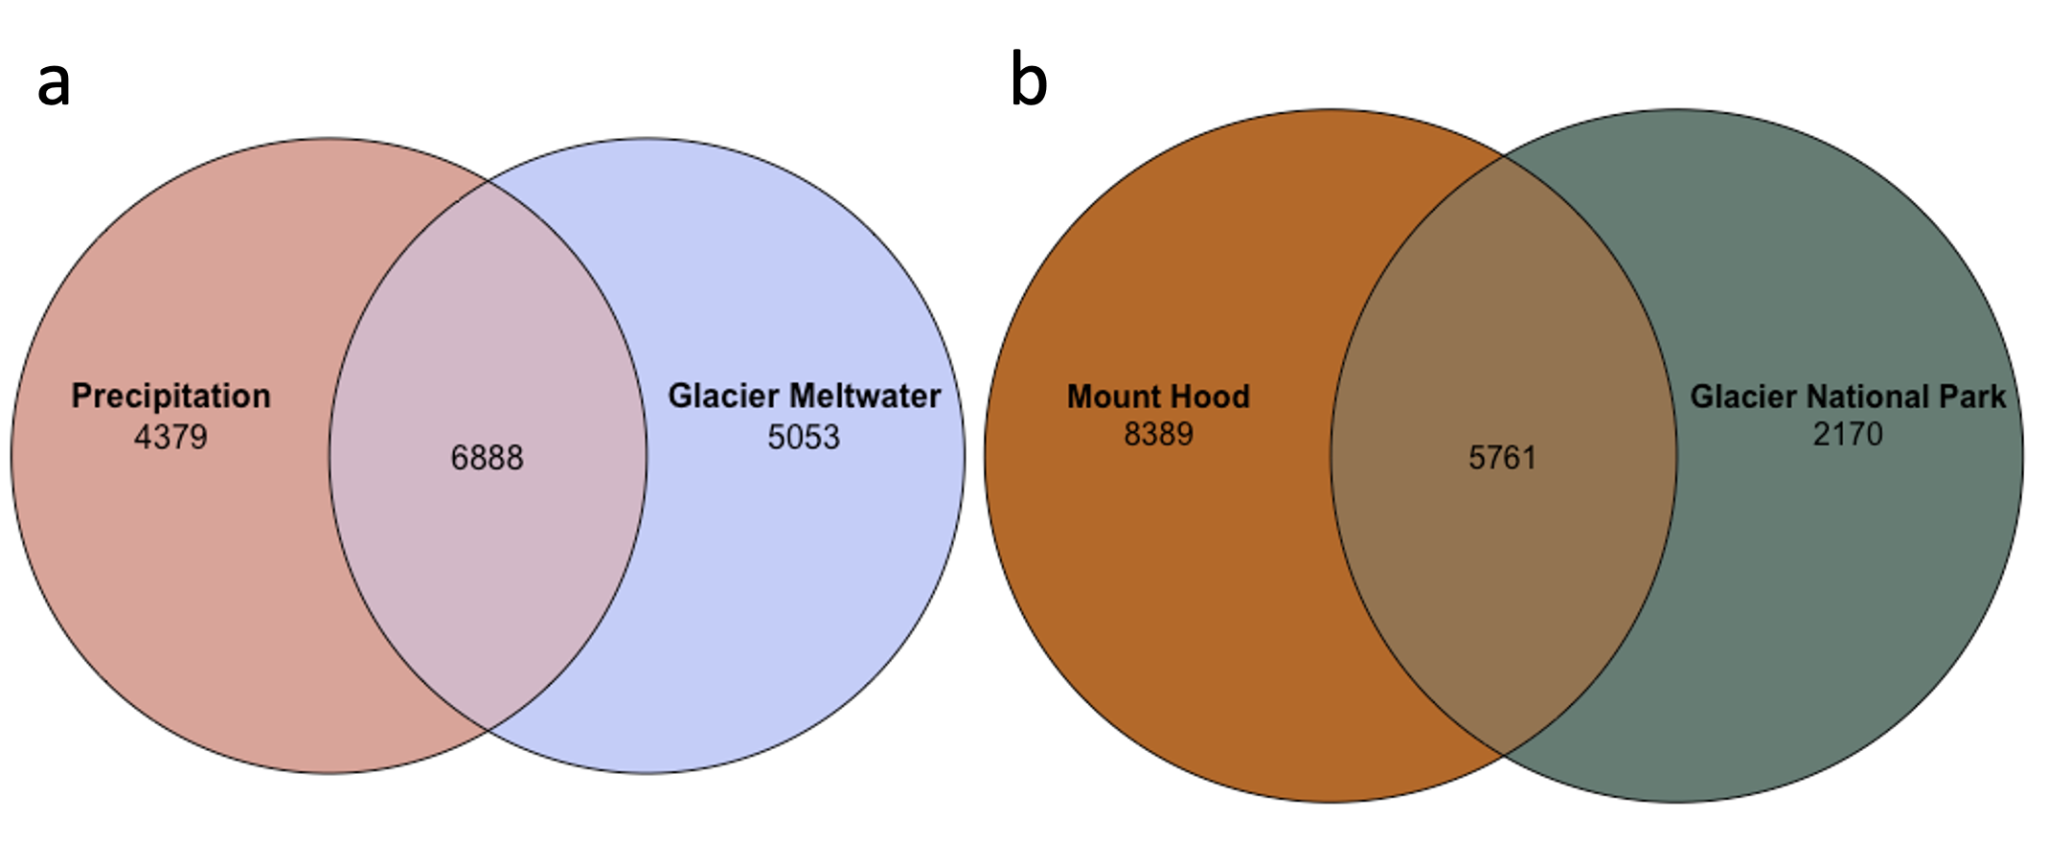 a
Precipitation
4379
6888
Glacier Meltwater
5053
b
Mount Hood
8389
5761
Glacier National Park
2170